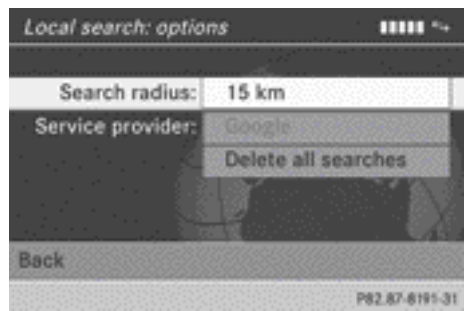 Local search: options
Search radius: 15 km
Service provider: Google
Delete all searches
Back
P82.87-8191-31